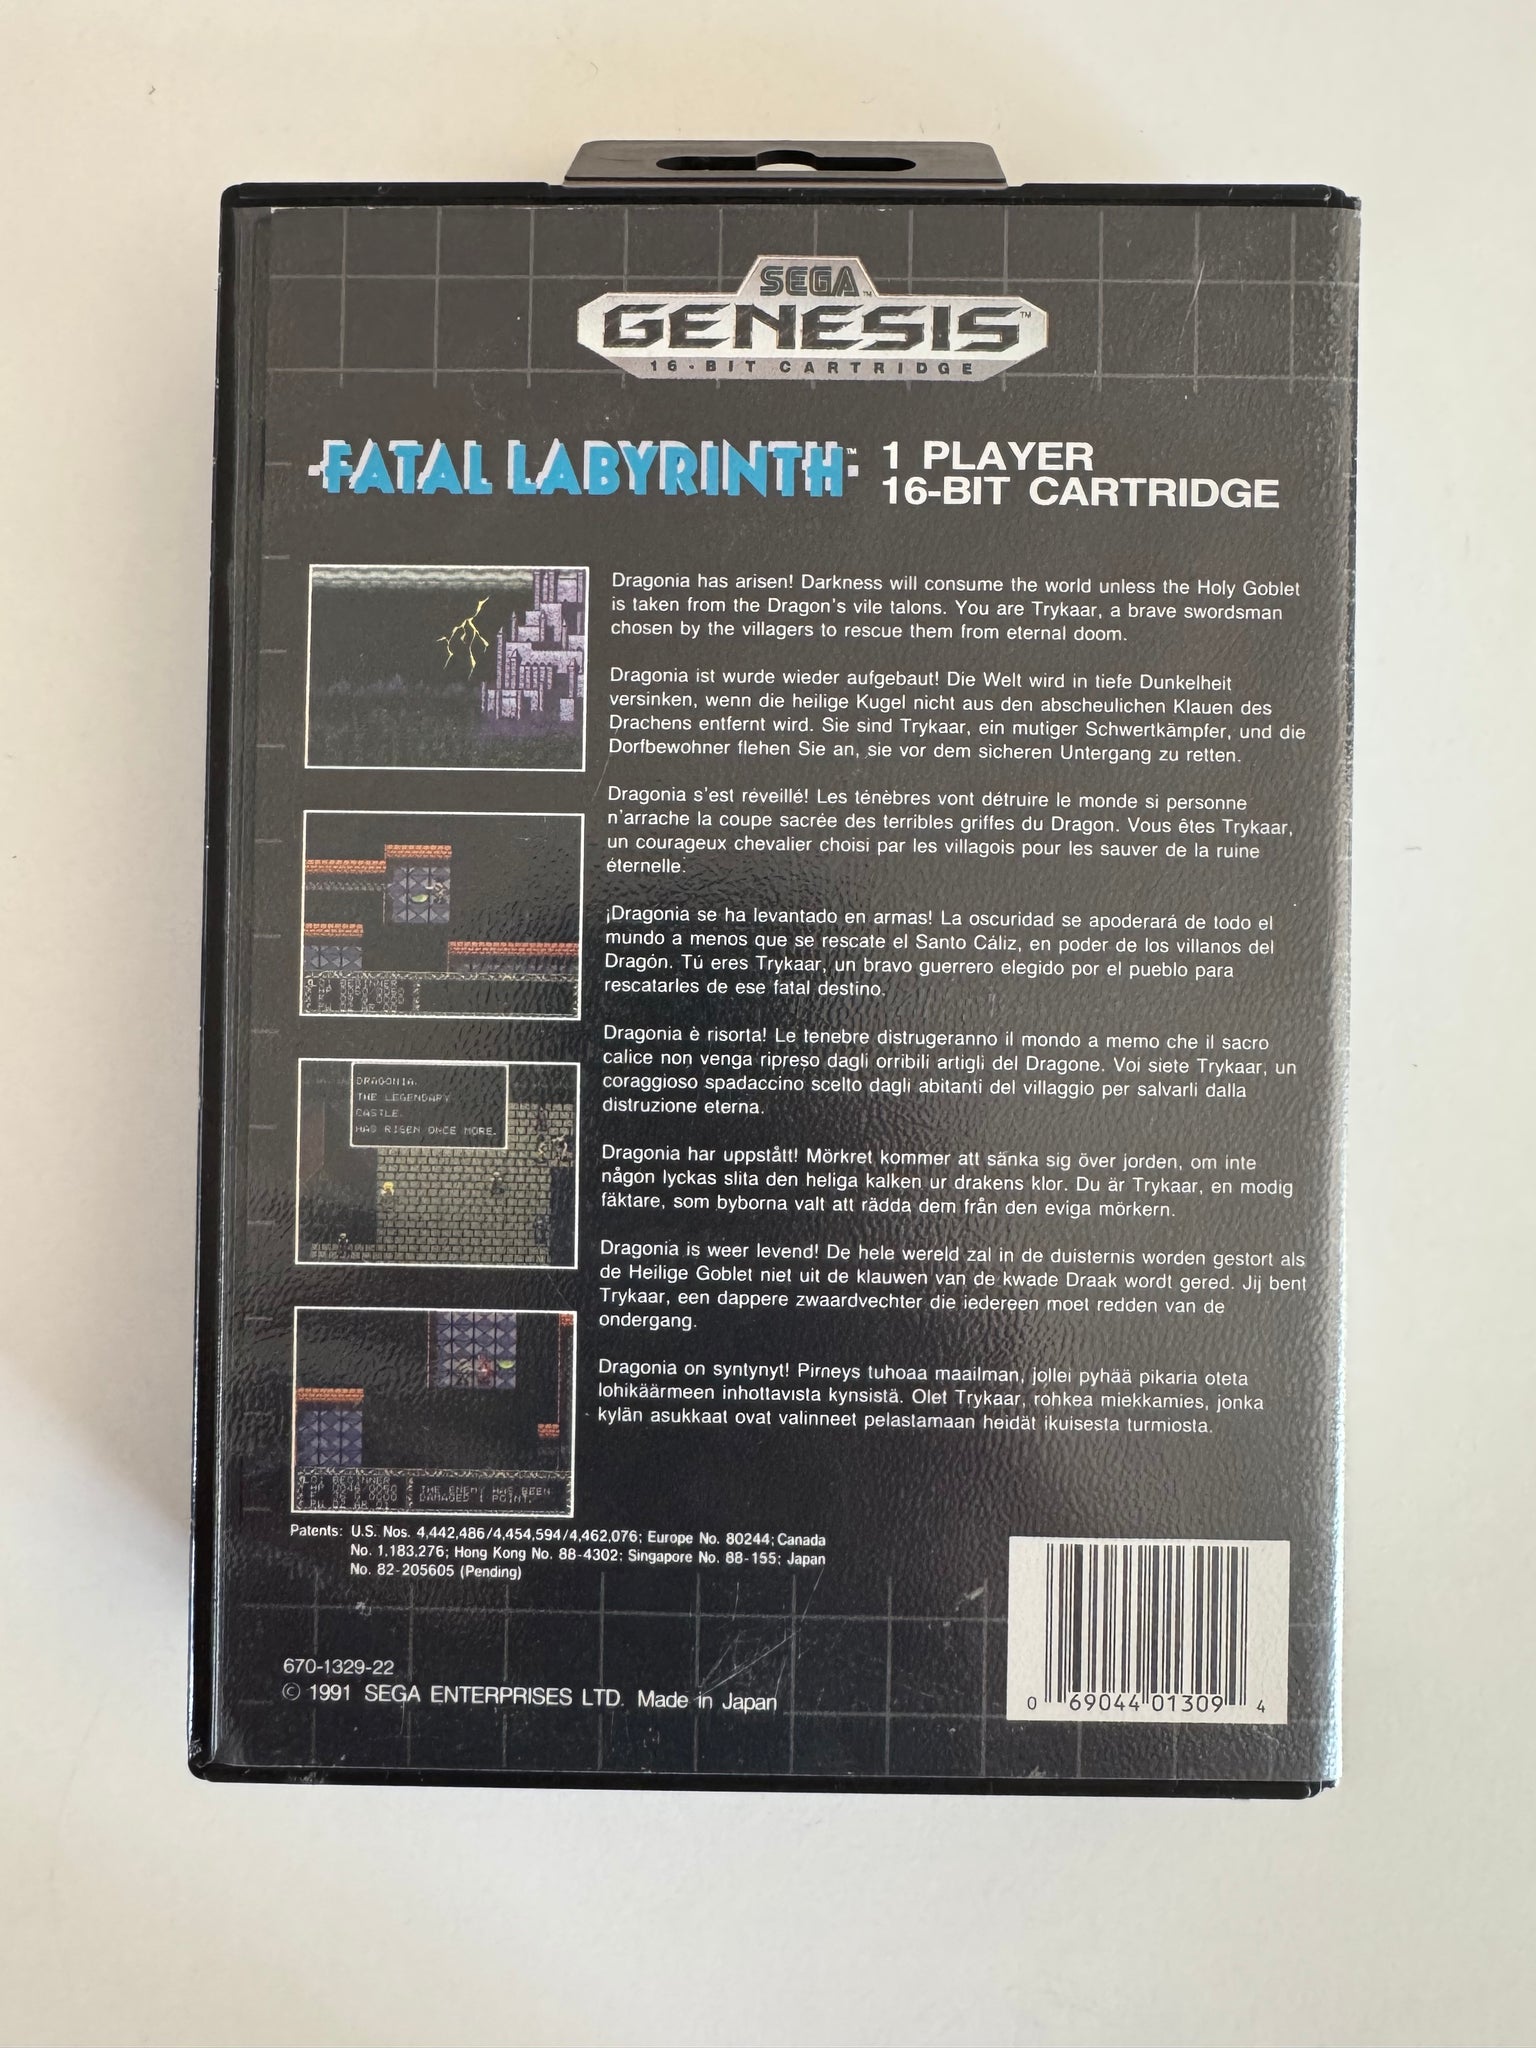 SEGA™
GENESIS™
16-BIT CARTRIDGE
FATAL LABYRINTH™
1 PLAYER
16-BIT CARTRIDGE
Dragonia has arisen! Darkness will consume the world unless the Holy Goblet
is taken from the Dragon's vile talons. You are Trykaar, a brave swordsman
chosen by the villagers to rescue them from eternal doom.
Dragonia ist wurde wieder aufgebaut! Die Welt wird in tiefe Dunkelheit
versinken, wenn die heilige Kugel nicht aus den abscheulichen Klauen des
Drachens entfernt wird. Sie sind Trykaar, ein mutiger Schwertkämpfer, und die
Dorfbewohner flehen Sie an, sie vor dem sicheren Untergang zu retten.
Dragonia s'est réveillé! Les ténèbres vont détruire le monde si personne
n'arrache la coupe sacrée des terribles griffes du Dragon. Vous êtes Trykaar,
un courageux chevalier choisi par les villagois pour les sauver de la ruine
éternelle.
¡Dragonia se ha levantado en armas! La oscuridad se apoderará de todo el
mundo a menos que se rescate el Santo Cáliz, en poder de los villanos del
Dragón. Tú eres Trykaar, un bravo guerrero elegido por el pueblo para
rescatarles de ese fatal destino.
Dragonia è risorta! Le tenebre distrugeranno il mondo a memo che il sacro
calice non venga ripreso dagli orribili artigli del Dragone. Voi siete Trykaar, un
coraggioso spadaccino scelto dagli abitanti del villaggio per salvarli dalla
distruzione eterna.
Dragonia har uppstått! Mörkret kommer att sänka sig över jorden, om inte
någon lyckas slita den heliga kalken ur drakens klor. Du är Trykaar, en modig
fäktare, som byborna valt att rädda dem från den eviga mörkern.
Dragonia is weer levend! De hele wereld zal in de duisternis worden gestort als
de Heilige Goblet niet uit de klauwen van de kwade Draak wordt gered. Jij bent
Trykaar, een dappere zwaardvechter die iedereen moet redden van de
ondergang.
Dragonia on syntynyt! Pirneys tuhoaa maailman, jollei pyhää pikaria oteta
lohikäärmeen inhottavista kynsistä. Olet Trykaar, rohkea miekkamies, jonka
kylän asukkaat ovat valinneet pelastamaan heidät ikuisesta turmiosta.
BEGINNER
DRAGONIA.
THE LEGENDARY
CASTLE.
HAS RISEN ONCE MORE.
BEGINNER
THE ENEMY HAS BEEN
DAMAGED 1 POINT.
Patents: U.S. Nos. 4,442,486/4,454,594/4,462,076; Europe No. 80244; Canada
No. 1,183,276; Hong Kong No. 88-4302; Singapore No. 88-155; Japan
No. 82-205605 (Pending)
670-1329-22
© 1991 SEGA ENTERPRISES LTD. Made in Japan
0 69044 01309 4